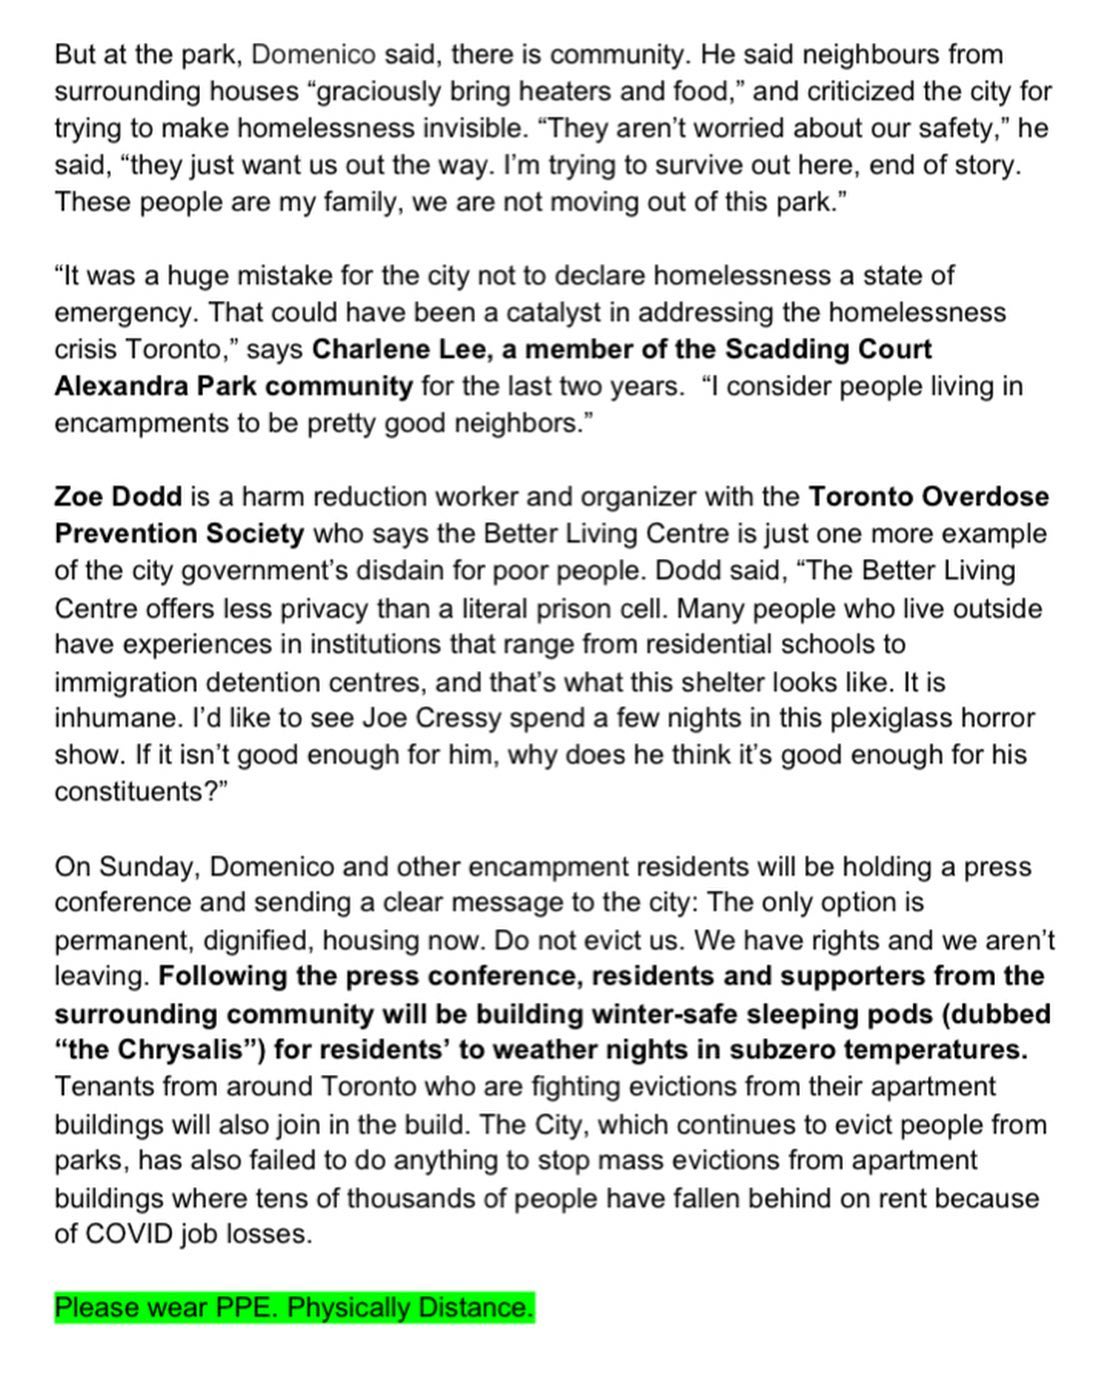 But at the park, Domenico said, there is community. He said neighbours from
surrounding houses “graciously bring heaters and food,” and criticized the city for
trying to make homelessness invisible. “They aren’t worried about our safety,” he
said, “they just want us out the way. I’m trying to survive out here, end of story.
These people are my family, we are not moving out of this park.”
“It was a huge mistake for the city not to declare homelessness a state of
emergency. That could have been a catalyst in addressing the homelessness
crisis Toronto,” says Charlene Lee, a member of the Scadding Court
Alexandra Park community for the last two years.  “I consider people living in
encampments to be pretty good neighbors.”
Zoe Dodd is a harm reduction worker and organizer with the Toronto Overdose
Prevention Society who says the Better Living Centre is just one more example
of the city government’s disdain for poor people. Dodd said, “The Better Living
Centre offers less privacy than a literal prison cell. Many people who live outside
have experiences in institutions that range from residential schools to
immigration detention centres, and that’s what this shelter looks like. It is
inhumane. I’d like to see Joe Cressy spend a few nights in this plexiglass horror
show. If it isn’t good enough for him, why does he think it’s good enough for his
constituents?”
On Sunday, Domenico and other encampment residents will be holding a press
conference and sending a clear message to the city: The only option is
permanent, dignified, housing now. Do not evict us. We have rights and we aren’t
leaving. Following the press conference, residents and supporters from the
surrounding community will be building winter-safe sleeping pods (dubbed
“the Chrysalis”) for residents’ to weather nights in subzero temperatures.
Tenants from around Toronto who are fighting evictions from their apartment
buildings will also join in the build. The City, which continues to evict people from
parks, has also failed to do anything to stop mass evictions from apartment
buildings where tens of thousands of people have fallen behind on rent because
of COVID job losses.
Please wear PPE. Physically Distance.